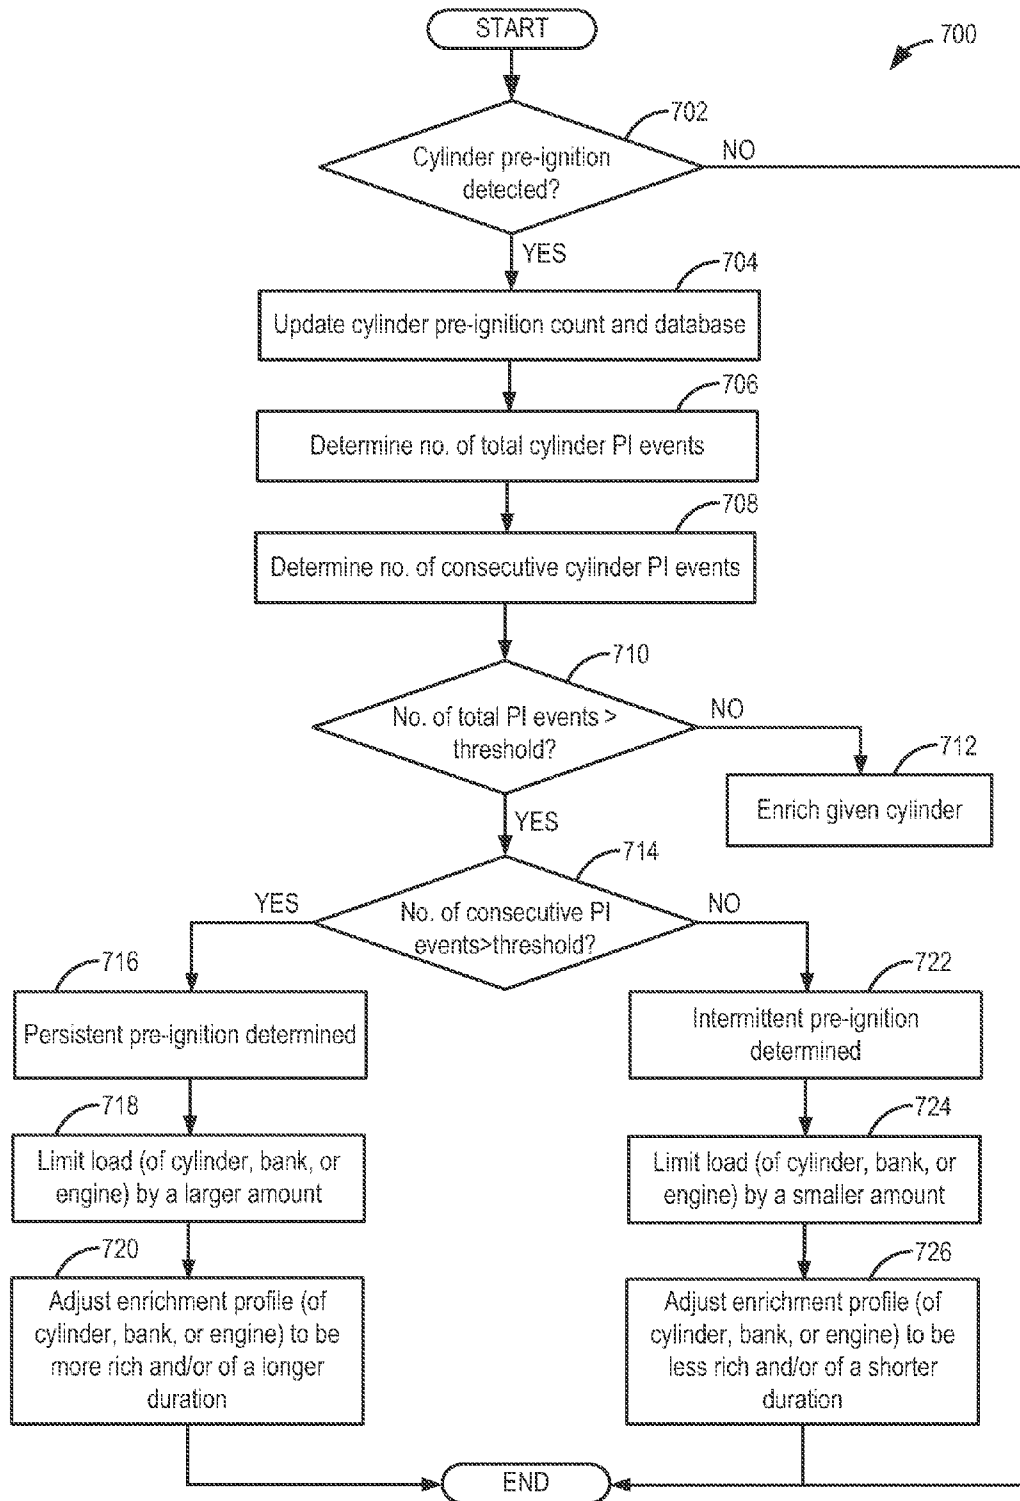 START
700
702
Cylinder pre-ignition
detected?
NO
YES
704
Update cylinder pre-ignition count and database
706
Determine no. of total cylinder PI events
708
Determine no. of consecutive cylinder PI events
710
No. of total PI events >
threshold?
NO
712
Enrich given cylinder
YES
714
No. of consecutive PI
events>threshold?
YES
NO
716
Persistent pre-ignition determined
722
Intermittent pre-ignition
determined
718
Limit load (of cylinder, bank, or
engine) by a larger amount
724
Limit load (of cylinder, bank, or
engine) by a smaller amount
720
Adjust enrichment profile (of
cylinder, bank, or engine) to be
more rich and/or of a longer
duration
726
Adjust enrichment profile (of
cylinder, bank, or engine) to be
less rich and/or of a shorter
duration
END